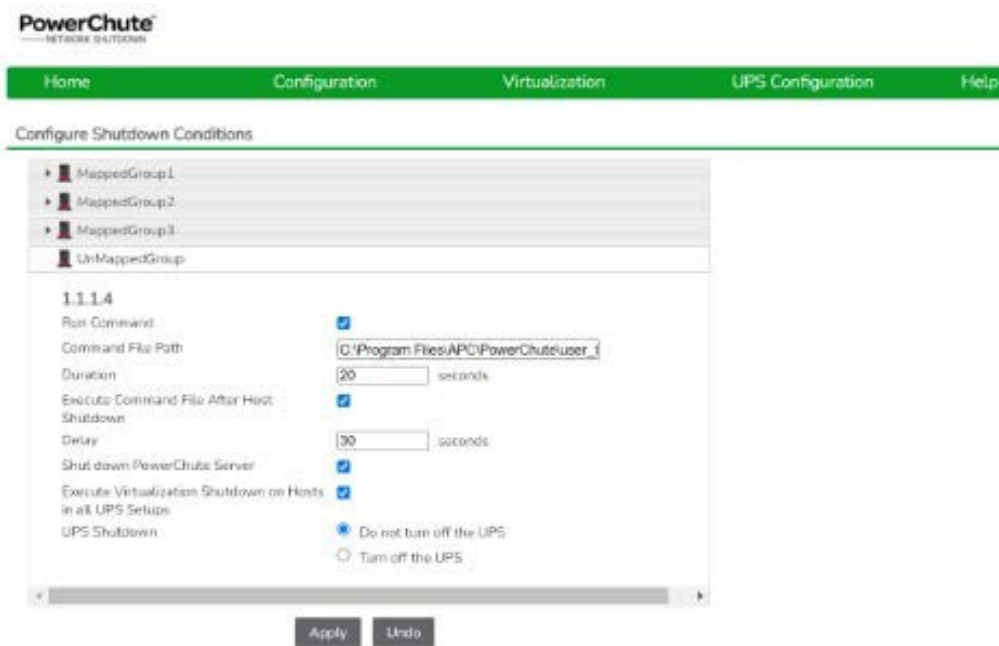 PowerChute
NETWORK SHUTDOWN
Home Configuration Virtualization UPS Configuration Help
Configure Shutdown Conditions
MappedGroup1
MappedGroup2
MappedGroup3
UnMappedGroup
1.1.1.4
Run Command
Command File Path C:\Program Files\APC\PowerChute\user_
Duration 20 seconds
Execute Command File After Host
Shutdown
Delay 30 seconds
Shut down PowerChute Server
Execute Virtualization Shutdown on Hosts
in all UPS Setups
UPS Shutdown Do not turn off the UPS
Turn off the UPS
Apply Undo